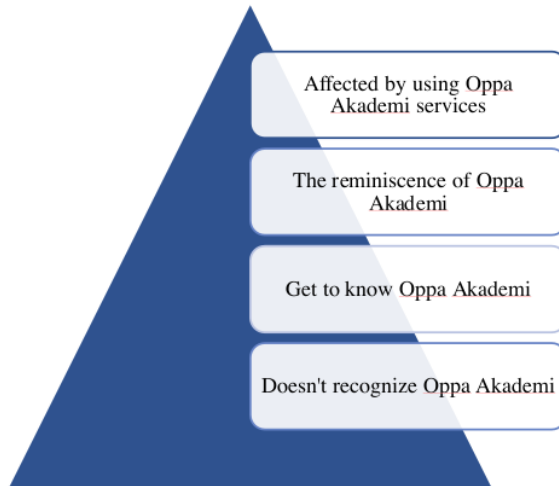 Affected by using Oppa
Akademi services
The reminiscence of Oppa
Akademi
Get to know Oppa Akademi
Doesn't recognize Oppa Akademi